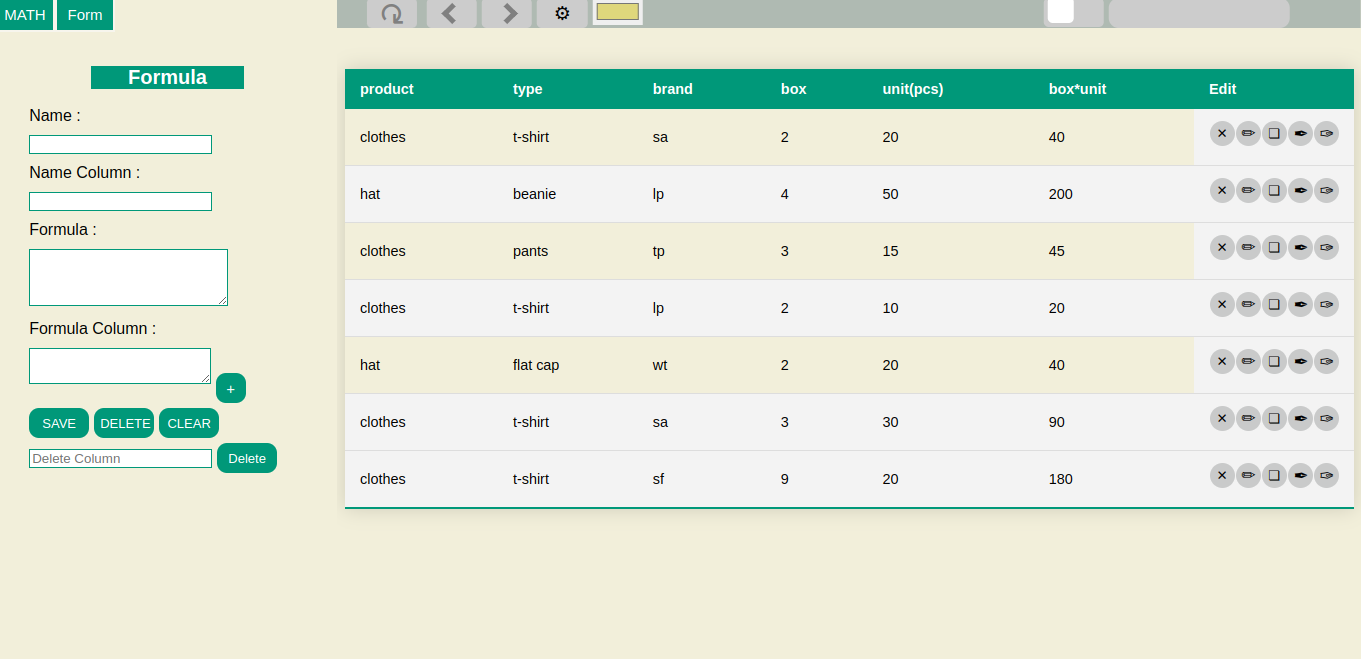 MATH Form
Formula
Name :
Name Column :
Formula :
Formula Column :
+
SAVE DELETE CLEAR
Delete Column Delete
product type brand box unit(pcs) box*unit Edit
clothes t-shirt sa 2 20 40
hat beanie lp 4 50 200
clothes pants tp 3 15 45
clothes t-shirt lp 2 10 20
hat flat cap wt 2 20 40
clothes t-shirt sa 3 30 90
clothes t-shirt sf 9 20 180